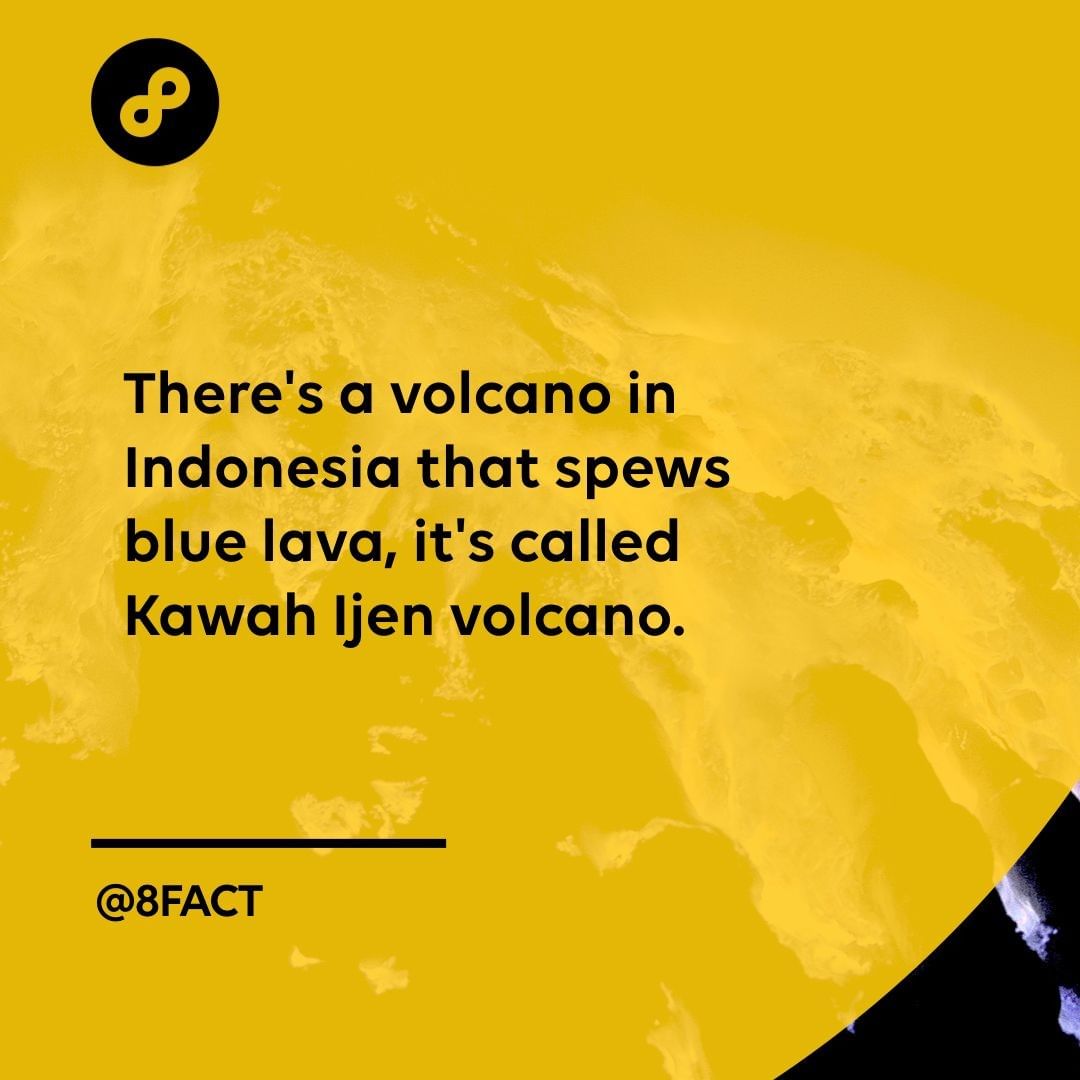 There's a volcano in
Indonesia that spews
blue lava, it's called
Kawah Ijen volcano.
@8FACT